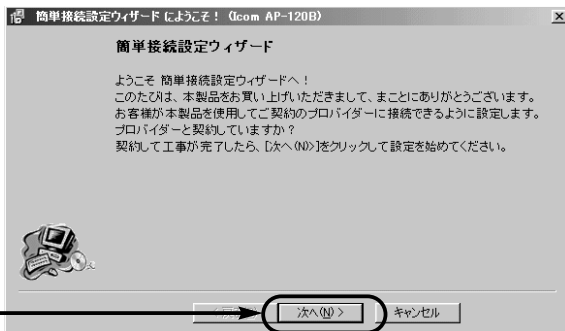 簡単接続設定ウィザード にようこそ！ (Icom AP-120B)
簡単接続設定ウィザード
ようこそ 簡単接続設定ウィザードへ！
このたびは、本製品をお買い上げいただきまして、まことにありがとうございます。
お客様が本製品を使用してご契約のプロバイダーに接続できるように設定します。
プロバイダーと契約していますか？
契約して工事が完了したら、[次へ(N)>]をクリックして設定を始めてください。
次へ(N) >
キャンセル